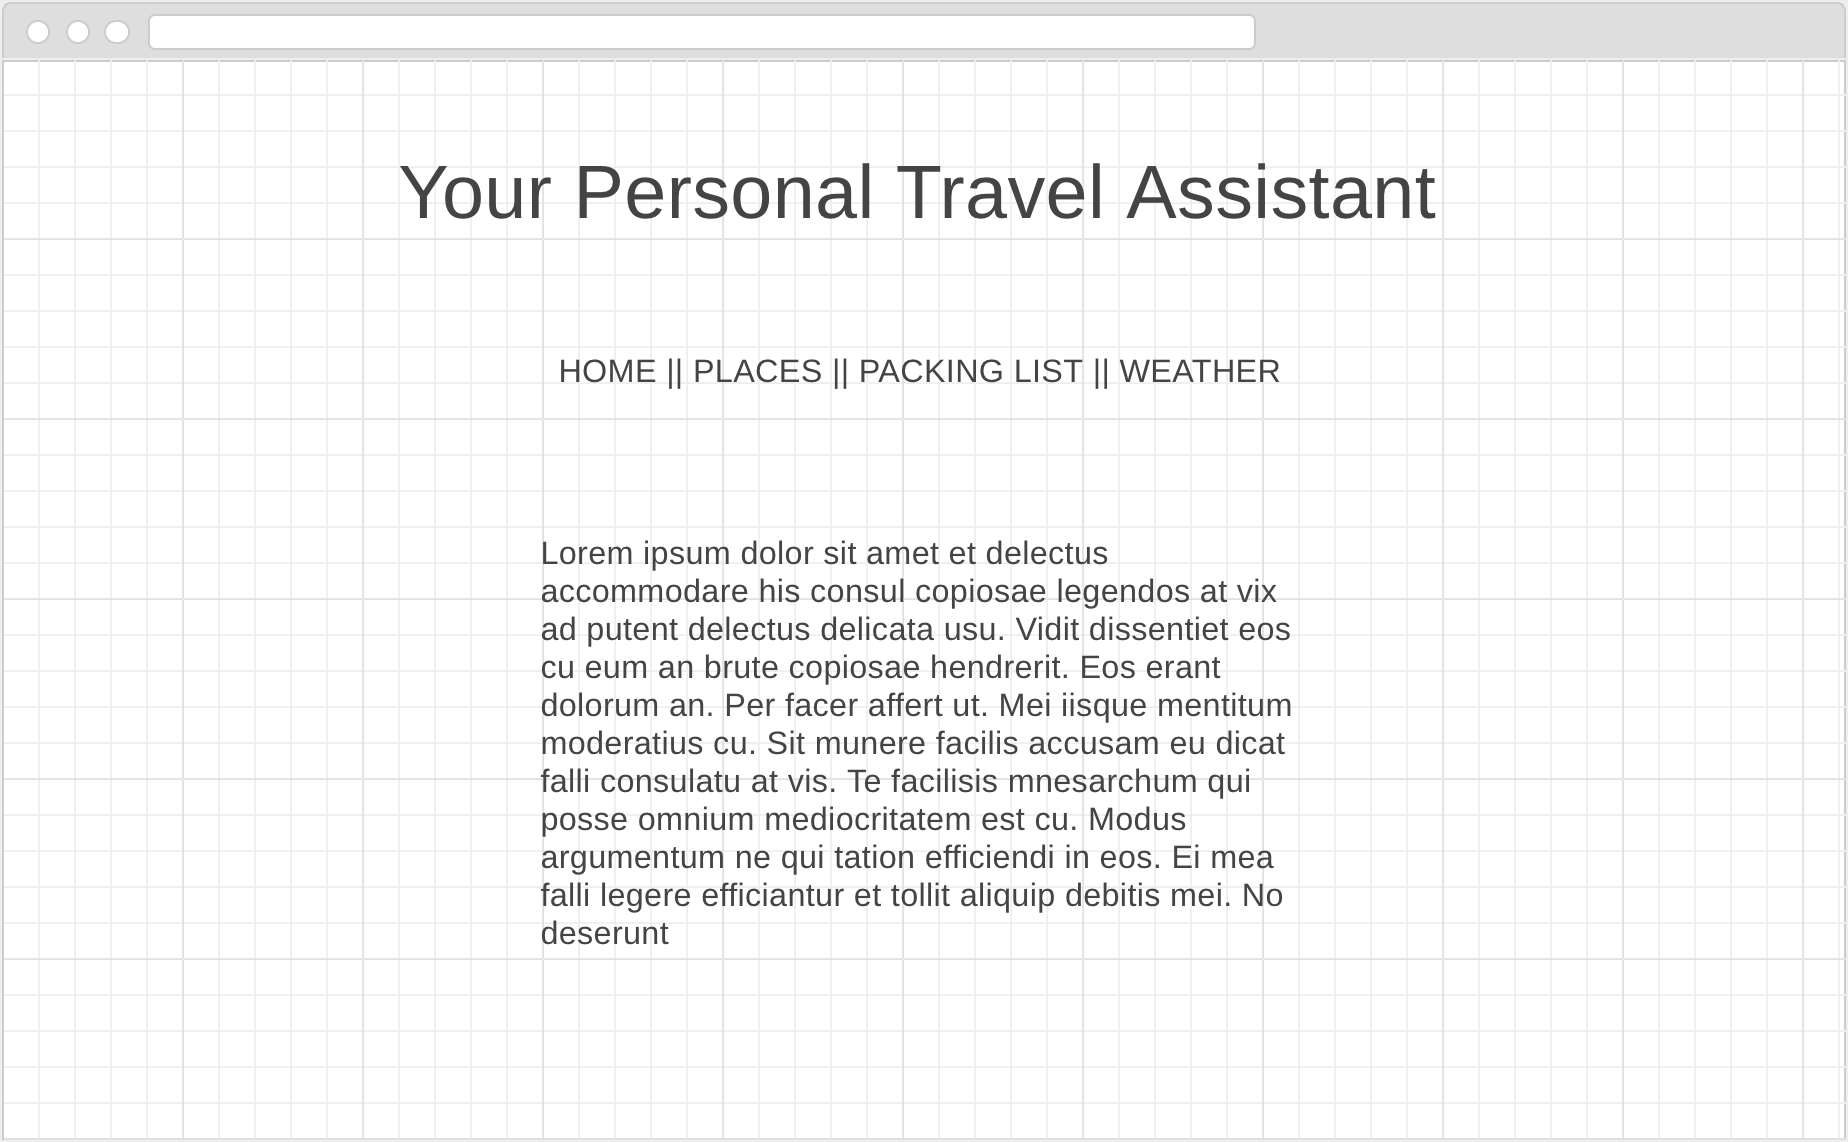 Your Personal Travel Assistant
HOME || PLACES || PACKING LIST || WEATHER
Lorem ipsum dolor sit amet et delectus
accommodare his consul copiosae legendos at vix
ad putent delectus delicata usu. Vidit dissentiet eos
cu eum an brute copiosae hendrerit. Eos erant
dolorum an. Per facer affert ut. Mei iisque mentitum
moderatius cu. Sit munere facilis accusam eu dicat
falli consulatu at vis. Te facilisis mnesarchum qui
posse omnium mediocritatem est cu. Modus
argumentum ne qui tation efficiendi in eos. Ei mea
falli legere efficiantur et tollit aliquip debitis mei. No
deserunt